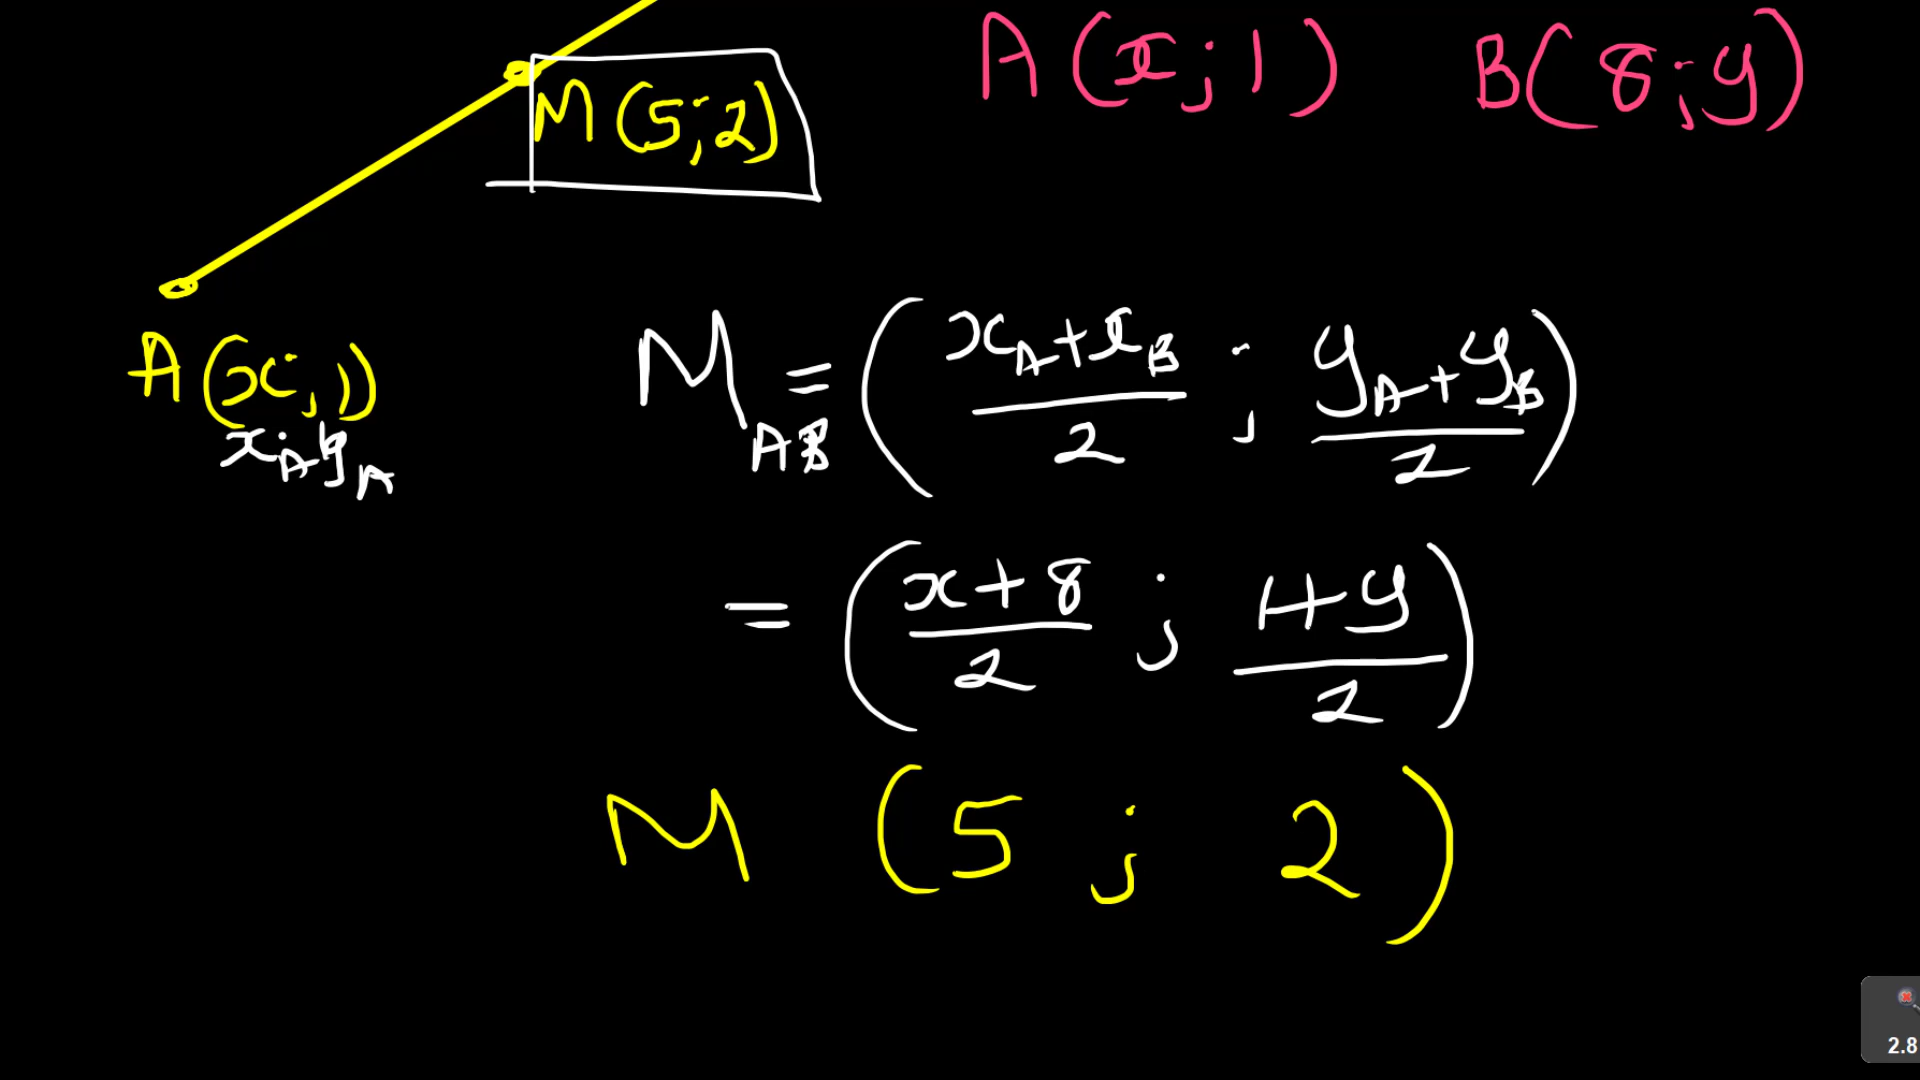 A(x;1) B(8;y)
M(5;2)
A(x;1)
x_A;y_A
M_AB = (x_A+x_B/2 ; y_A+y_B/2)
= (x+8/2 ; 1+y/2)
M (5 ; 2)
2.8